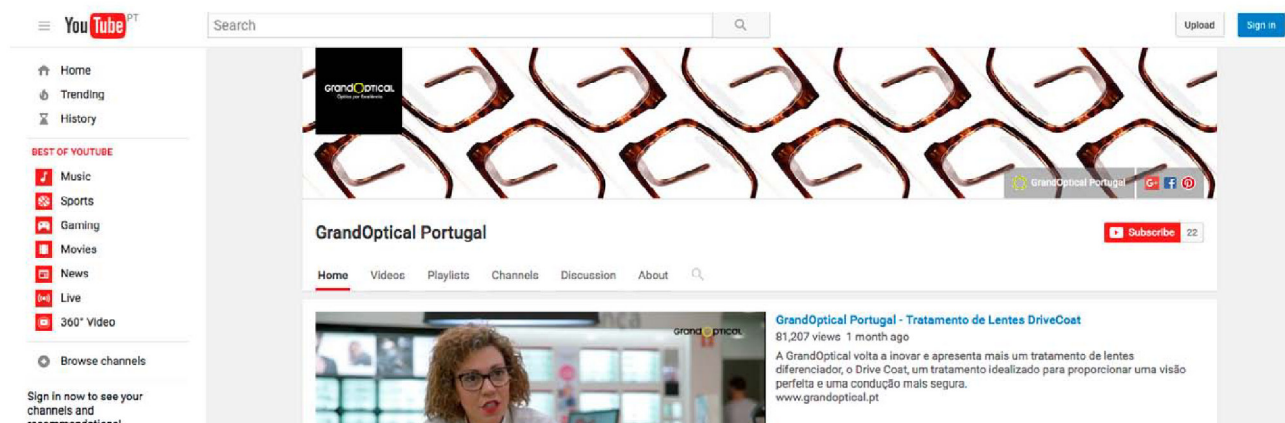 YouTube PT
Search
Upload
Sign in
Home
Trending
History
BEST OF YOUTUBE
Music
Sports
Gaming
Movies
News
Live
360° Video
Browse channels
Sign in now to see your
channels and
recommendations!
GrandOptical
Óptica por Excelência
GrandOptical Portugal
GrandOptical Portugal
Subscribe 22
Home Videos Playlists Channels Discussion About
GrandOptical
GrandOptical Portugal - Tratamento de Lentes DriveCoat
81,207 views 1 month ago
A GrandOptical volta a inovar e apresenta mais um tratamento de lentes
diferenciador, o Drive Coat, um tratamento idealizado para proporcionar uma visão
perfeita e uma condução mais segura.
www.grandoptical.pt